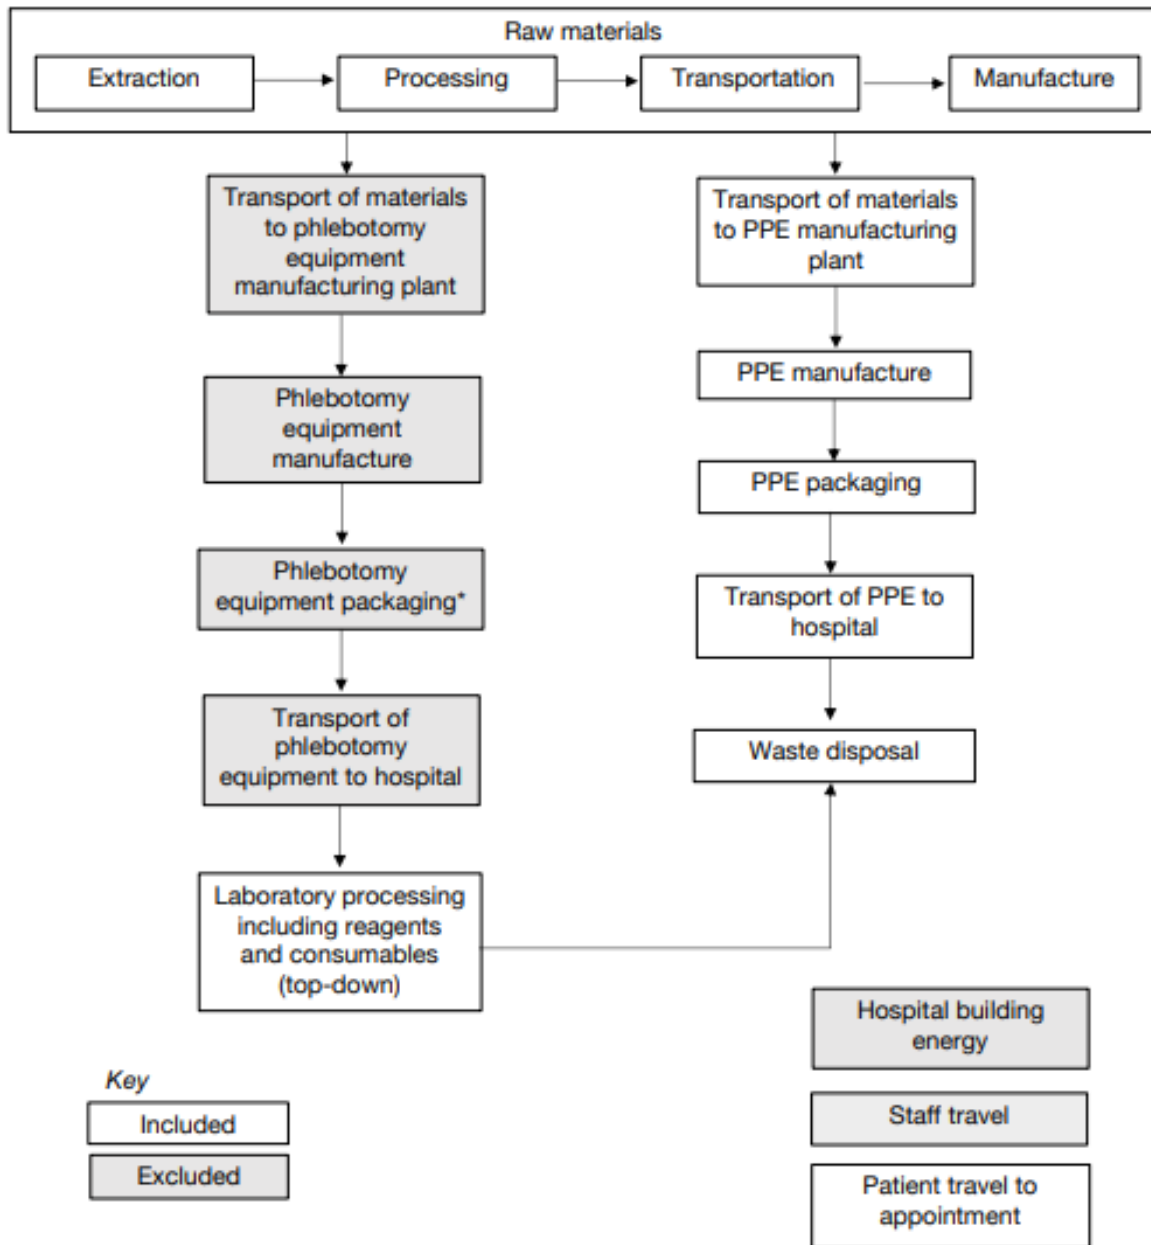 Raw materials
Extraction
Processing
Transportation
Manufacture
Transport of materials
to phlebotomy
equipment
manufacturing plant
Phlebotomy
equipment
manufacture
Phlebotomy
equipment packaging*
Transport of
phlebotomy
equipment to hospital
Laboratory processing
including reagents
and consumables
(top-down)
Transport of materials
to PPE manufacturing
plant
PPE manufacture
PPE packaging
Transport of PPE to
hospital
Waste disposal
Hospital building
energy
Staff travel
Patient travel to
appointment
Key
Included
Excluded